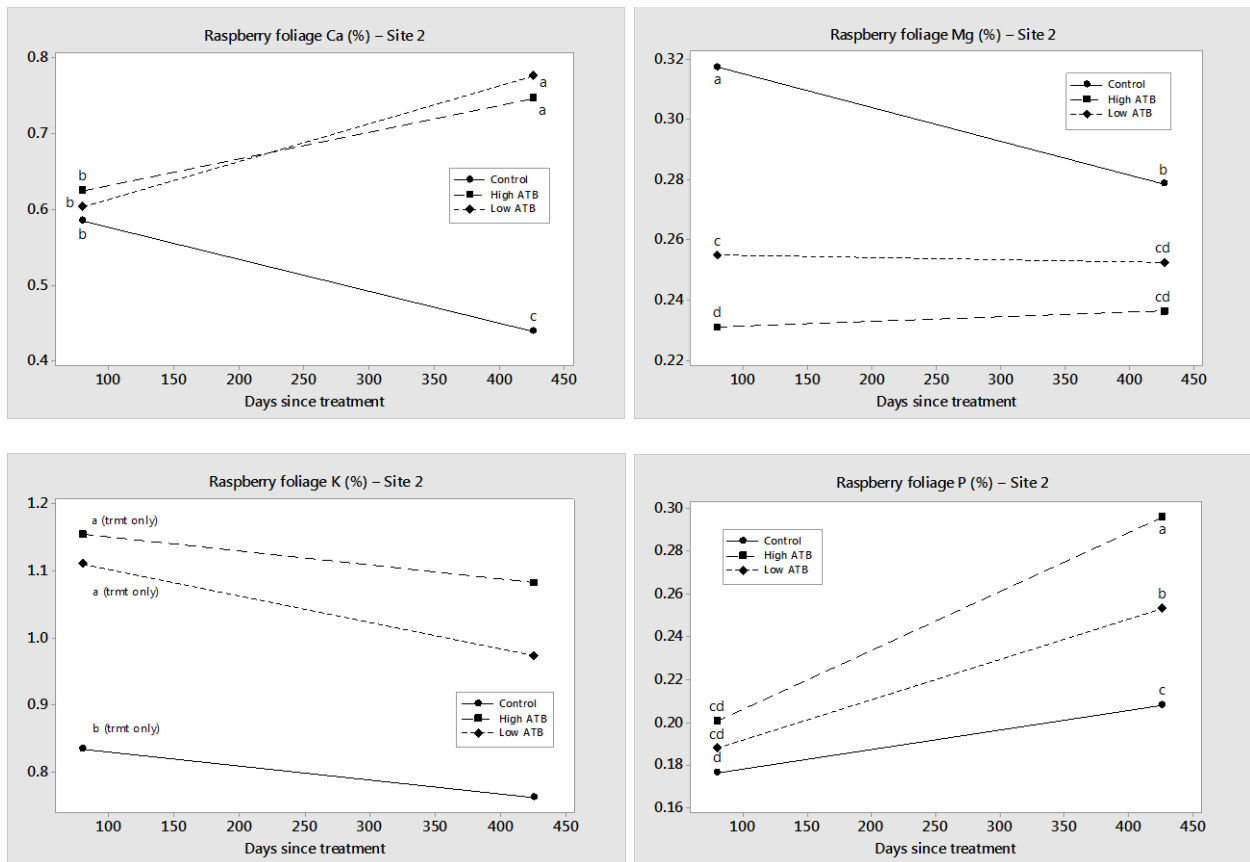 Raspberry foliage Ca (%) – Site 2
0.8
0.7
0.6
0.5
0.4
a
a
b
b
b
c
Control
High ATB
Low ATB
100 150 200 250 300 350 400 450
Days since treatment
Raspberry foliage Mg (%) – Site 2
0.32
0.30
0.28
0.26
0.24
0.22
a
b
c
cd
d
cd
Control
High ATB
Low ATB
100 150 200 250 300 350 400 450
Days since treatment
Raspberry foliage K (%) – Site 2
1.2
1.1
1.0
0.9
0.8
a (trmt only)
a (trmt only)
b (trmt only)
Control
High ATB
Low ATB
100 150 200 250 300 350 400 450
Days since treatment
Raspberry foliage P (%) – Site 2
0.30
0.28
0.26
0.24
0.22
0.20
0.18
0.16
Control
High ATB
Low ATB
a
b
c
cd
cd
d
100 150 200 250 300 350 400 450
Days since treatment